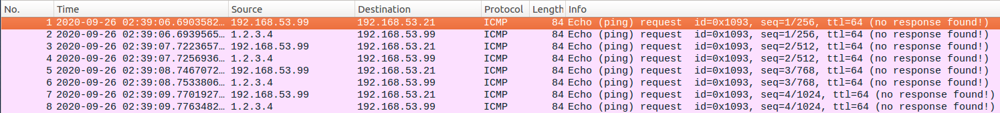 No. Time Source Destination Protocol Length Info
1 2020-09-26 02:39:06.6903582… 192.168.53.99 192.168.53.21 ICMP 84 Echo (ping) request id=0x1093, seq=1/256, ttl=64 (no response found!)
2 2020-09-26 02:39:06.6939565… 1.2.3.4 192.168.53.99 ICMP 84 Echo (ping) request id=0x1093, seq=1/256, ttl=64 (no response found!)
3 2020-09-26 02:39:07.7223657… 192.168.53.99 192.168.53.21 ICMP 84 Echo (ping) request id=0x1093, seq=2/512, ttl=64 (no response found!)
4 2020-09-26 02:39:07.7256936… 1.2.3.4 192.168.53.99 ICMP 84 Echo (ping) request id=0x1093, seq=2/512, ttl=64 (no response found!)
5 2020-09-26 02:39:08.7467072… 192.168.53.99 192.168.53.21 ICMP 84 Echo (ping) request id=0x1093, seq=3/768, ttl=64 (no response found!)
6 2020-09-26 02:39:08.7533806… 1.2.3.4 192.168.53.99 ICMP 84 Echo (ping) request id=0x1093, seq=3/768, ttl=64 (no response found!)
7 2020-09-26 02:39:09.7701927… 192.168.53.99 192.168.53.21 ICMP 84 Echo (ping) request id=0x1093, seq=4/1024, ttl=64 (no response found!)
8 2020-09-26 02:39:09.7763482… 1.2.3.4 192.168.53.99 ICMP 84 Echo (ping) request id=0x1093, seq=4/1024, ttl=64 (no response found!)